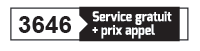 3646
Service gratuit
+ prix appel